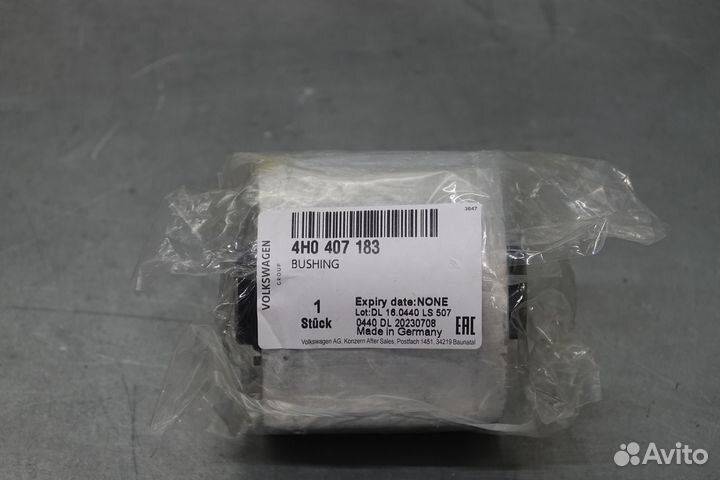 VOLKSWAGEN
GROUP
3647
4H0 407 183
BUSHING
1
Stück
Expiry date:NONE
Lot:DL 16.0440 LS 507
0440 DL 20230708
Made in Germany
EAC
Volkswagen AG, Konzern After Sales, Postfach 1451, 34219 Baunatal
Avito